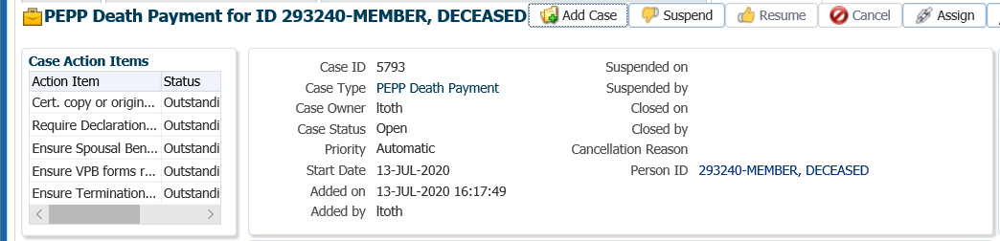 PEPP Death Payment for ID 293240-MEMBER, DECEASED Add Case Suspend Resume Cancel Assign
Case Action Items
Action Item Status
Cert. copy or origin... Outstandi
Require Declaration... Outstandi
Ensure Spousal Ben... Outstandi
Ensure VPB forms r... Outstandi
Ensure Termination... Outstandi
Case ID 5793
Case Type PEPP Death Payment
Case Owner ltoth
Case Status Open
Priority Automatic
Start Date 13-JUL-2020
Added on 13-JUL-2020 16:17:49
Added by ltoth
Suspended on
Suspended by
Closed on
Closed by
Cancellation Reason
Person ID 293240-MEMBER, DECEASED